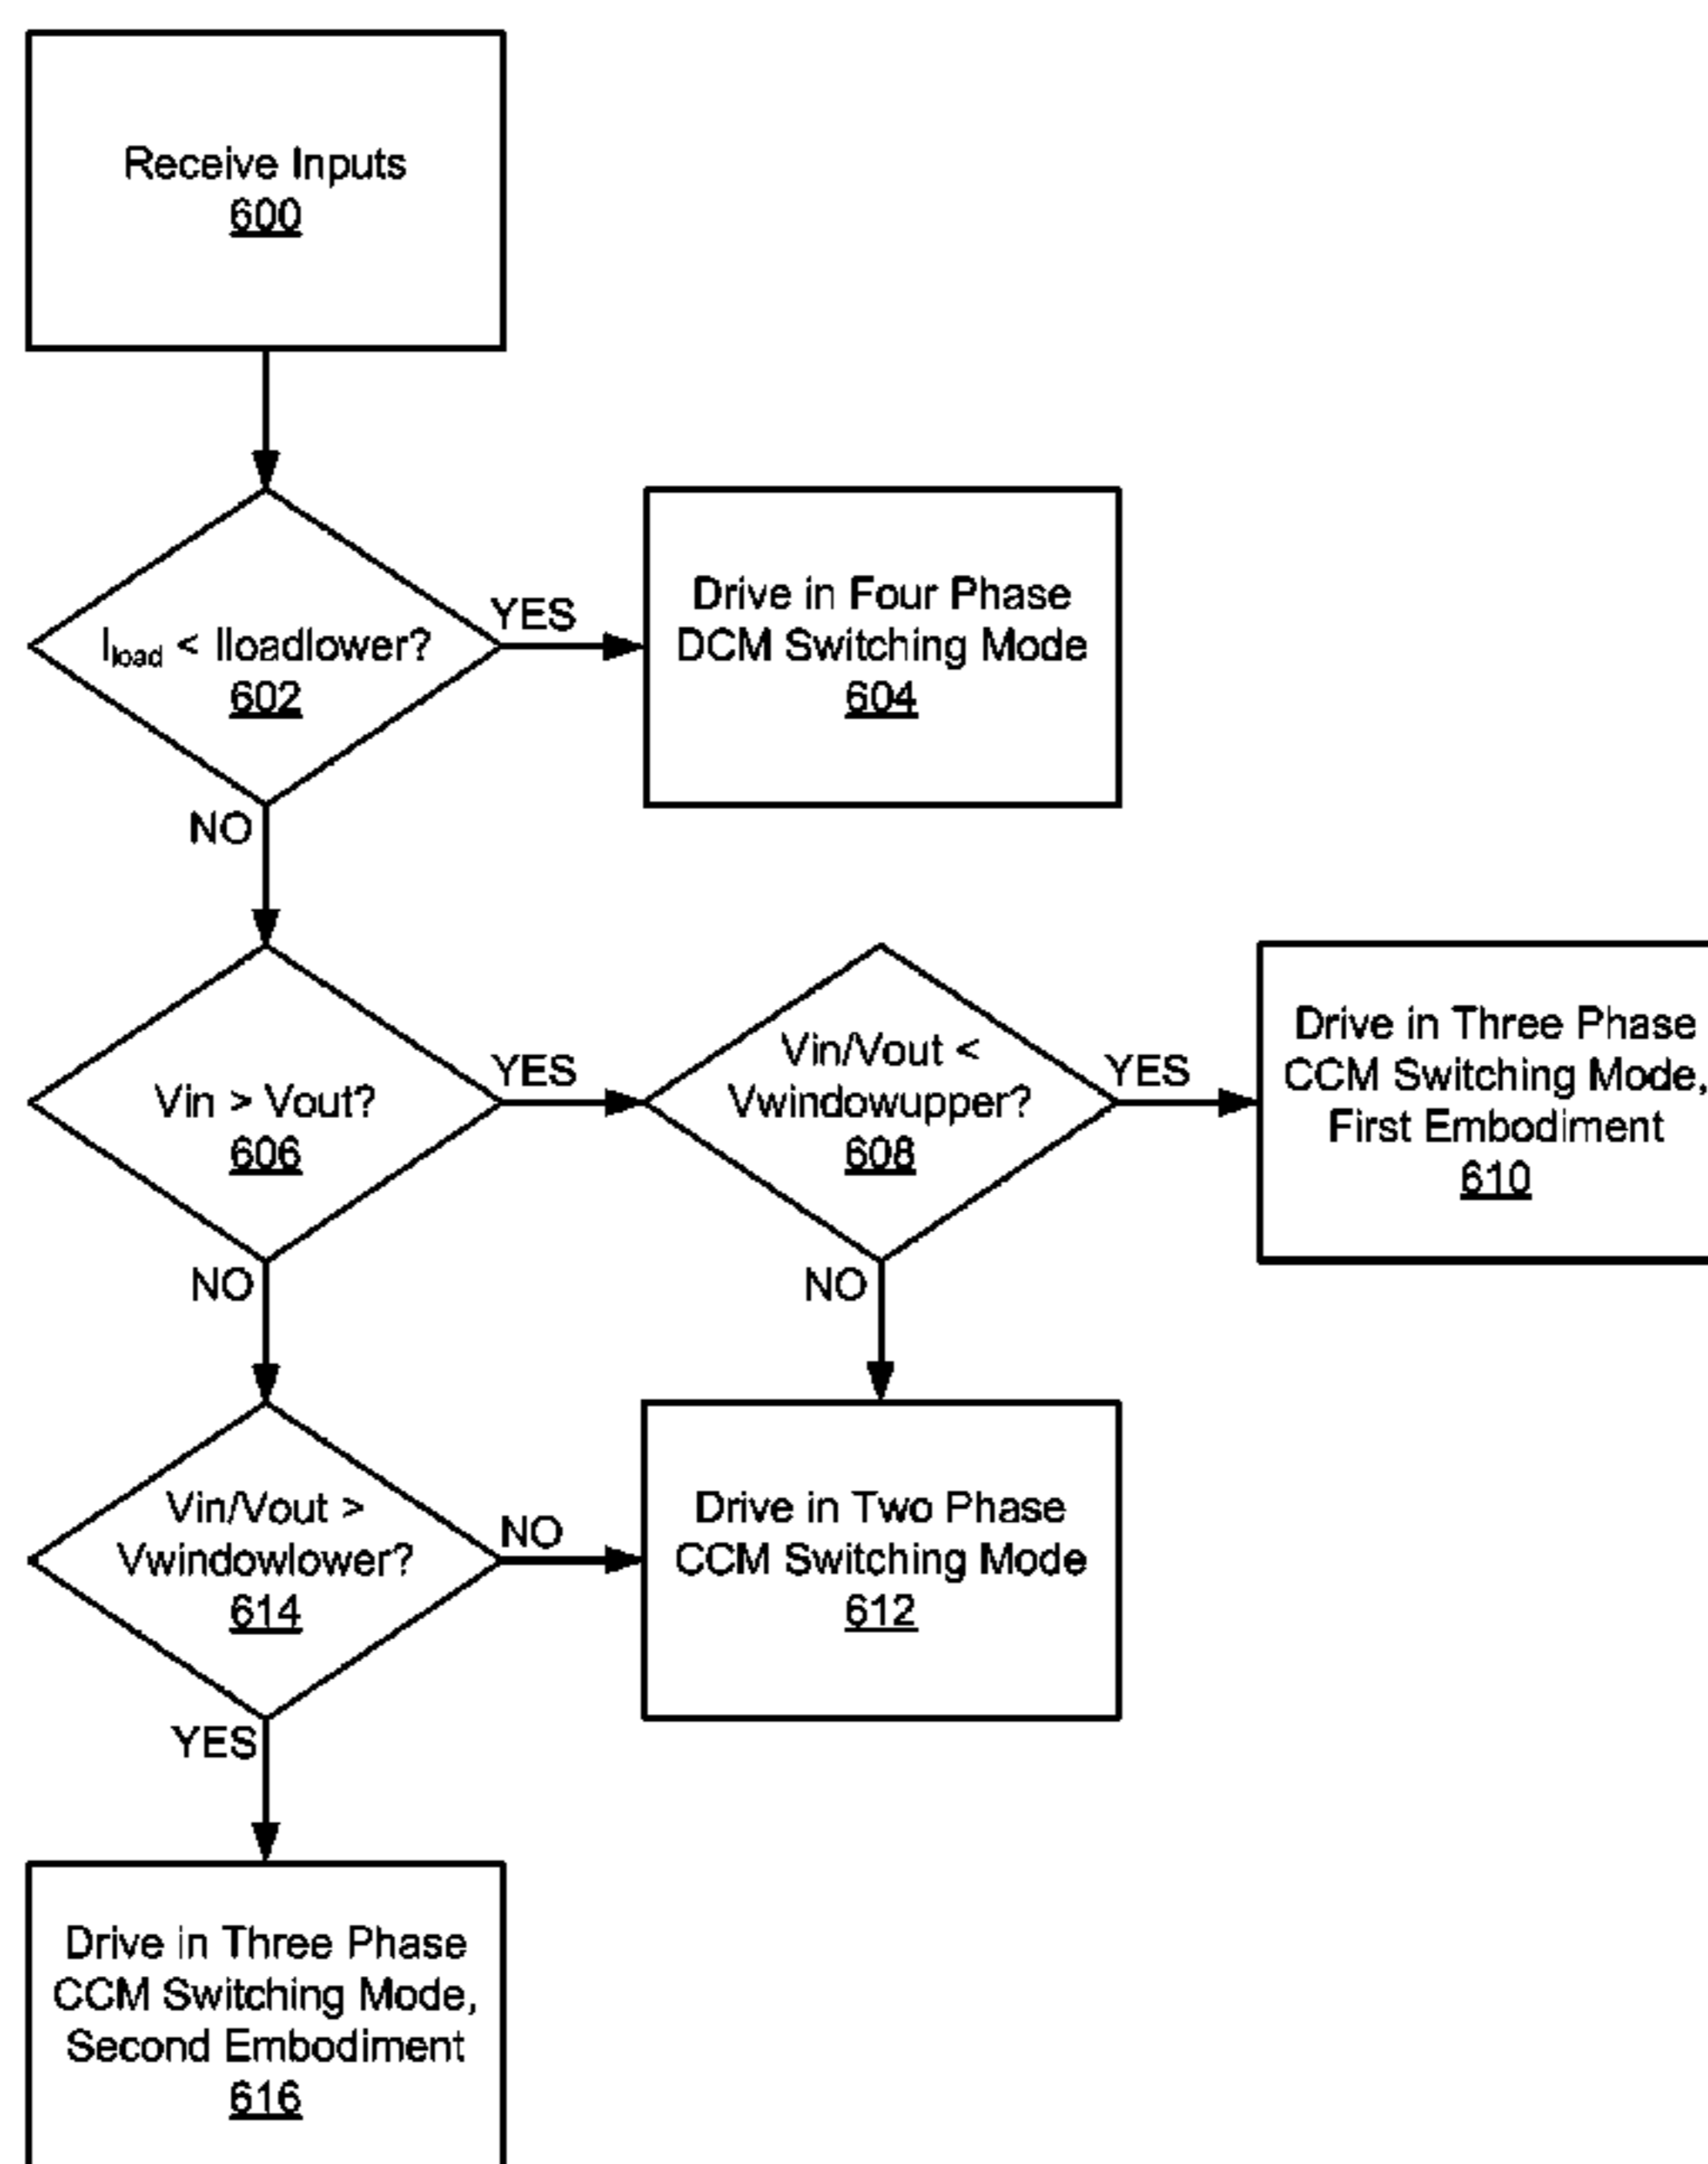 Receive Inputs
600
Iload < Iloadlower?
602
YES
Drive in Four Phase
DCM Switching Mode
604
NO
Vin > Vout?
606
YES
Vin/Vout <
Vwindowupper?
608
YES
Drive in Three Phase
CCM Switching Mode,
First Embodiment
610
NO
NO
Vin/Vout >
Vwindowlower?
614
NO
Drive in Two Phase
CCM Switching Mode
612
YES
Drive in Three Phase
CCM Switching Mode,
Second Embodiment
616